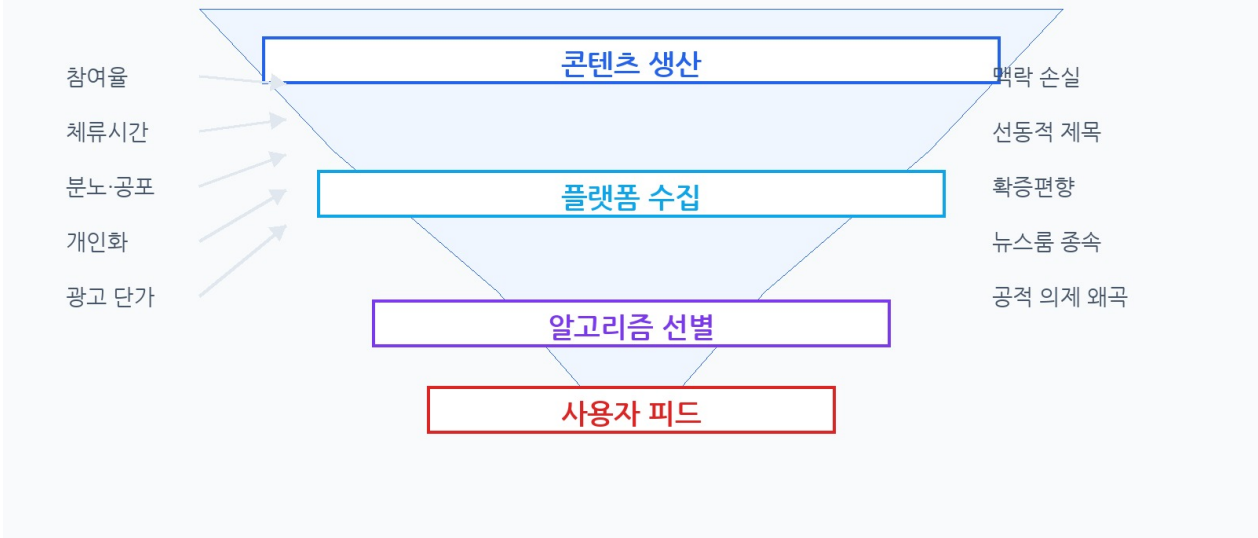 콘텐츠 생산
참여율
체류시간
분노·공포
개인화
광고 단가
플랫폼 수집
알고리즘 선별
사용자 피드
맥락 손실
선동적 제목
확증편향
뉴스룸 종속
공적 의제 왜곡